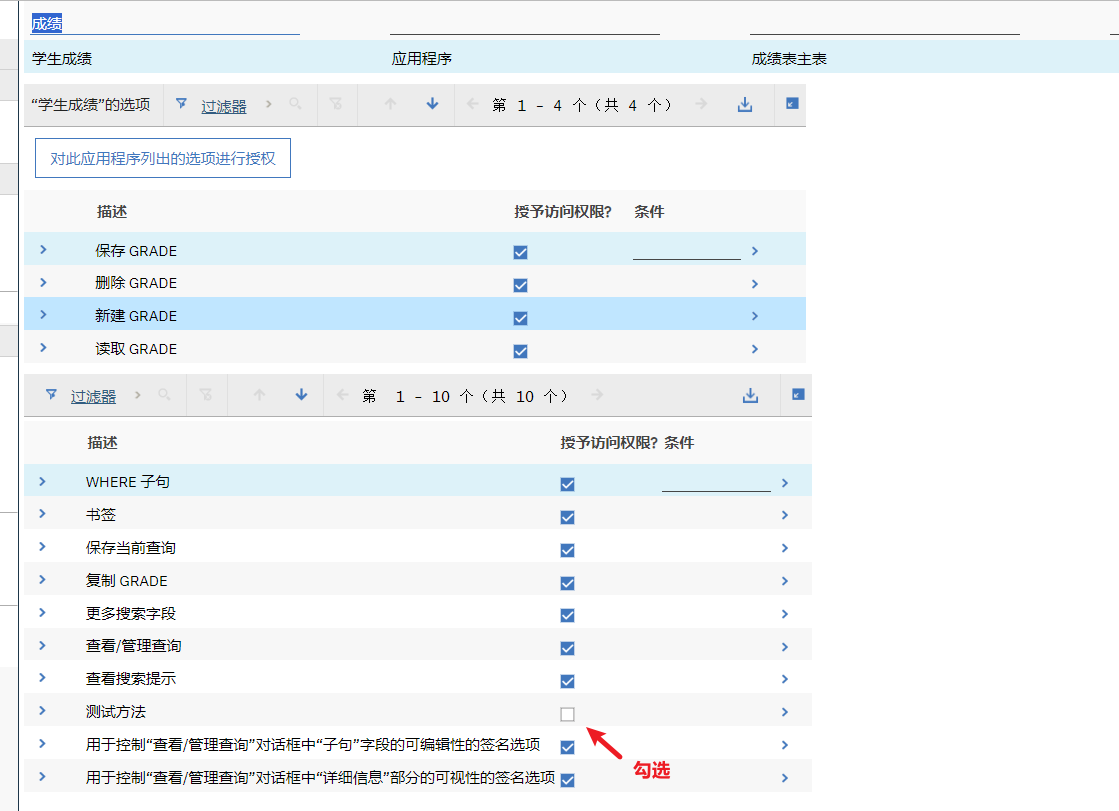 成绩
学生成绩 应用程序 成绩表主表
“学生成绩”的选项 过滤器 第 1 - 4 个（共 4 个）
对此应用程序列出的选项进行授权
描述 授予访问权限? 条件
保存 GRADE
删除 GRADE
新建 GRADE
读取 GRADE
过滤器 第 1 - 10 个（共 10 个）
描述 授予访问权限? 条件
WHERE 子句
书签
保存当前查询
复制 GRADE
更多搜索字段
查看/管理查询
查看搜索提示
测试方法
用于控制“查看/管理查询”对话框中“子句”字段的可编辑性的签名选项
勾选
用于控制“查看/管理查询”对话框中“详细信息”部分的可视性的签名选项